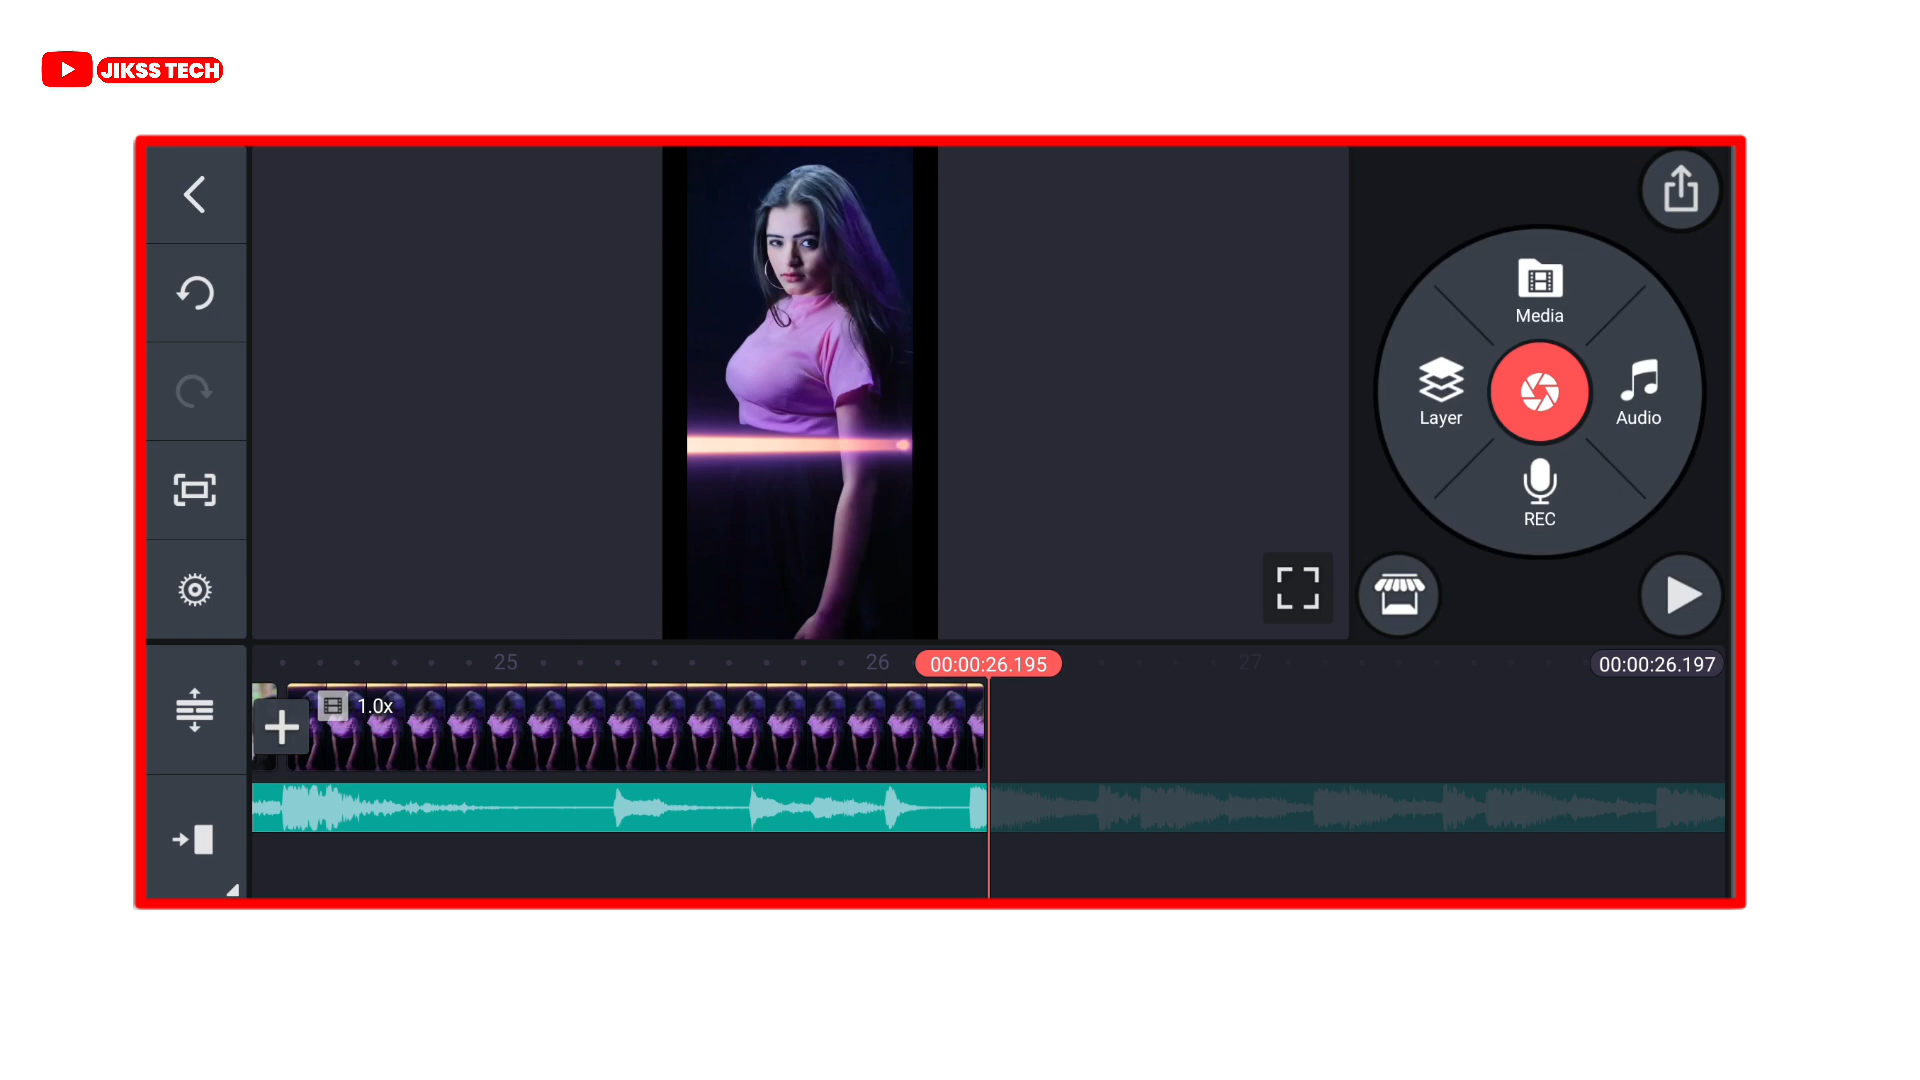 JIKSS TECH
Media
Layer
Audio
REC
25
26
00:00:26.195
27
00:00:26.197
1.0x